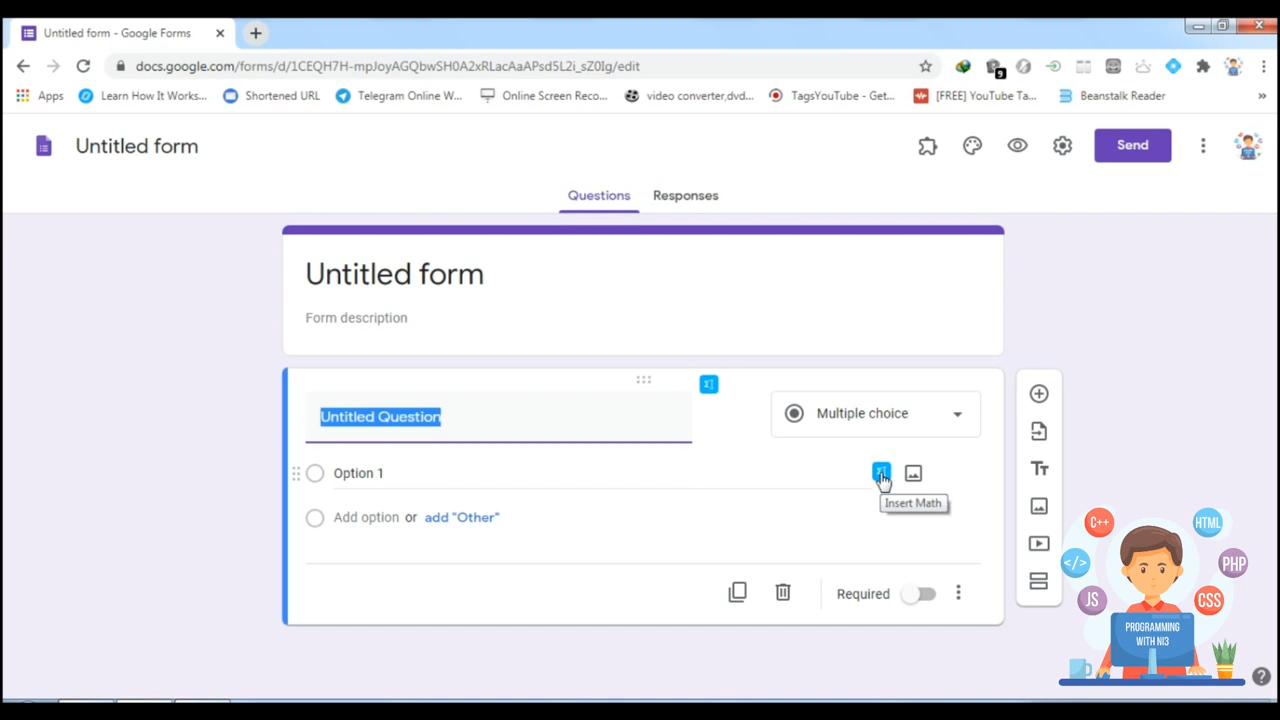 Untitled form - Google Forms
docs.google.com/forms/d/1CEQH7H-mpJoyAGQbwSH0A2xRLacAaAPsd5L2i_sZ0Ig/edit
9
Apps Learn How It Works... Shortened URL Telegram Online W... Online Screen Reco... video converter,dvd... TagsYouTube - Get... [FREE] YouTube Ta... Beanstalk Reader »
Untitled form
Send
Questions Responses
Untitled form
Form description
Untitled Question
Multiple choice
Option 1
Insert Math
Add option or add "Other"
Required
Tт
C++
HTML
</>
PHP
JS
CSS
PROGRAMMING
WITH NI3